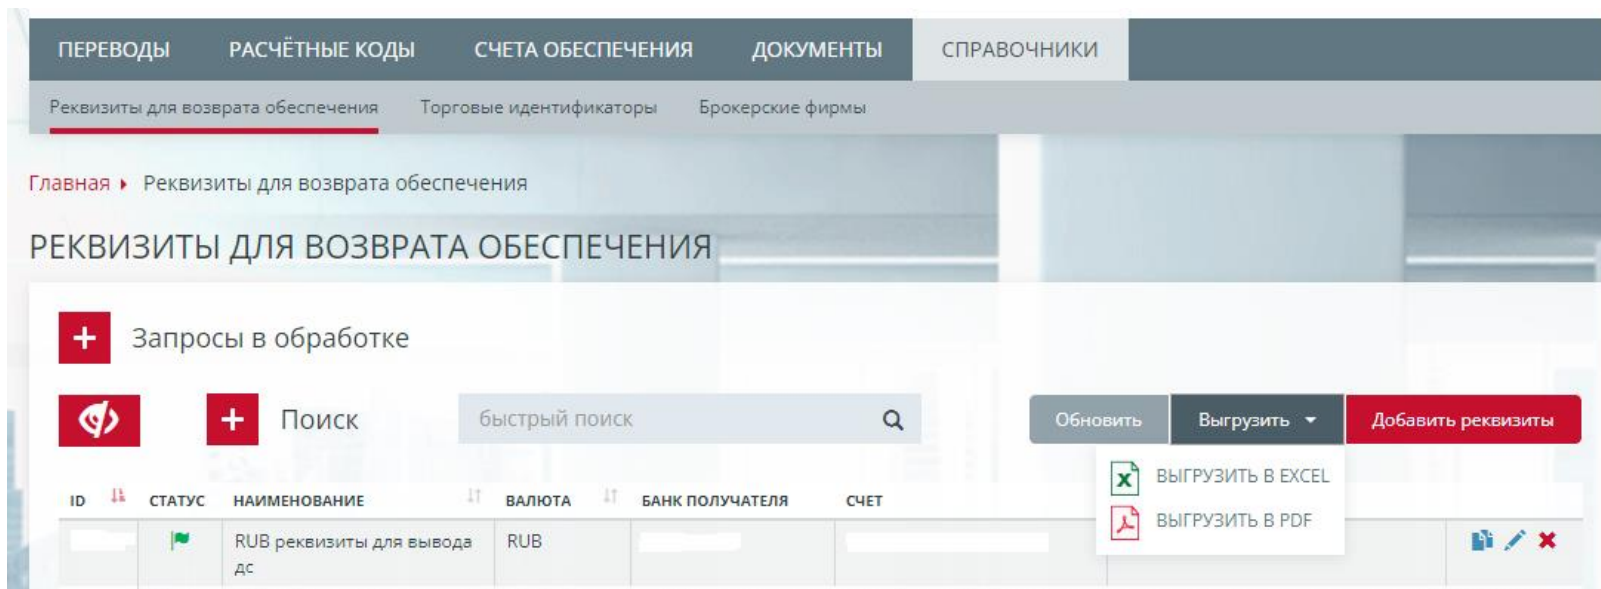 ПЕРЕВОДЫ РАСЧЁТНЫЕ КОДЫ СЧЕТА ОБЕСПЕЧЕНИЯ ДОКУМЕНТЫ СПРАВОЧНИКИ
Реквизиты для возврата обеспечения Торговые идентификаторы Брокерские фирмы
Главная Реквизиты для возврата обеспечения
РЕКВИЗИТЫ ДЛЯ ВОЗВРАТА ОБЕСПЕЧЕНИЯ
Запросы в обработке
Поиск быстрый поиск Обновить Выгрузить Добавить реквизиты
ВЫГРУЗИТЬ В EXCEL
ВЫГРУЗИТЬ В PDF
ID СТАТУС НАИМЕНОВАНИЕ ВАЛЮТА БАНК ПОЛУЧАТЕЛЯ СЧЕТ
RUB реквизиты для вывода RUB
дс